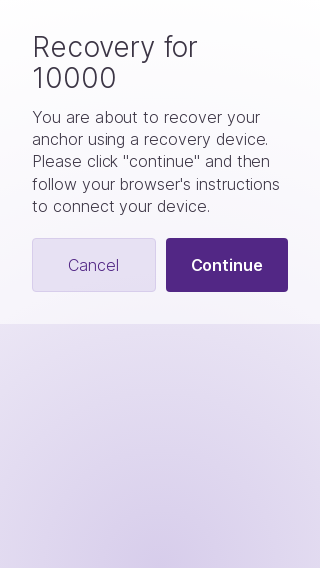 Recovery for
10000
You are about to recover your
anchor using a recovery device.
Please click "continue" and then
follow your browser's instructions
to connect your device.
Cancel
Continue